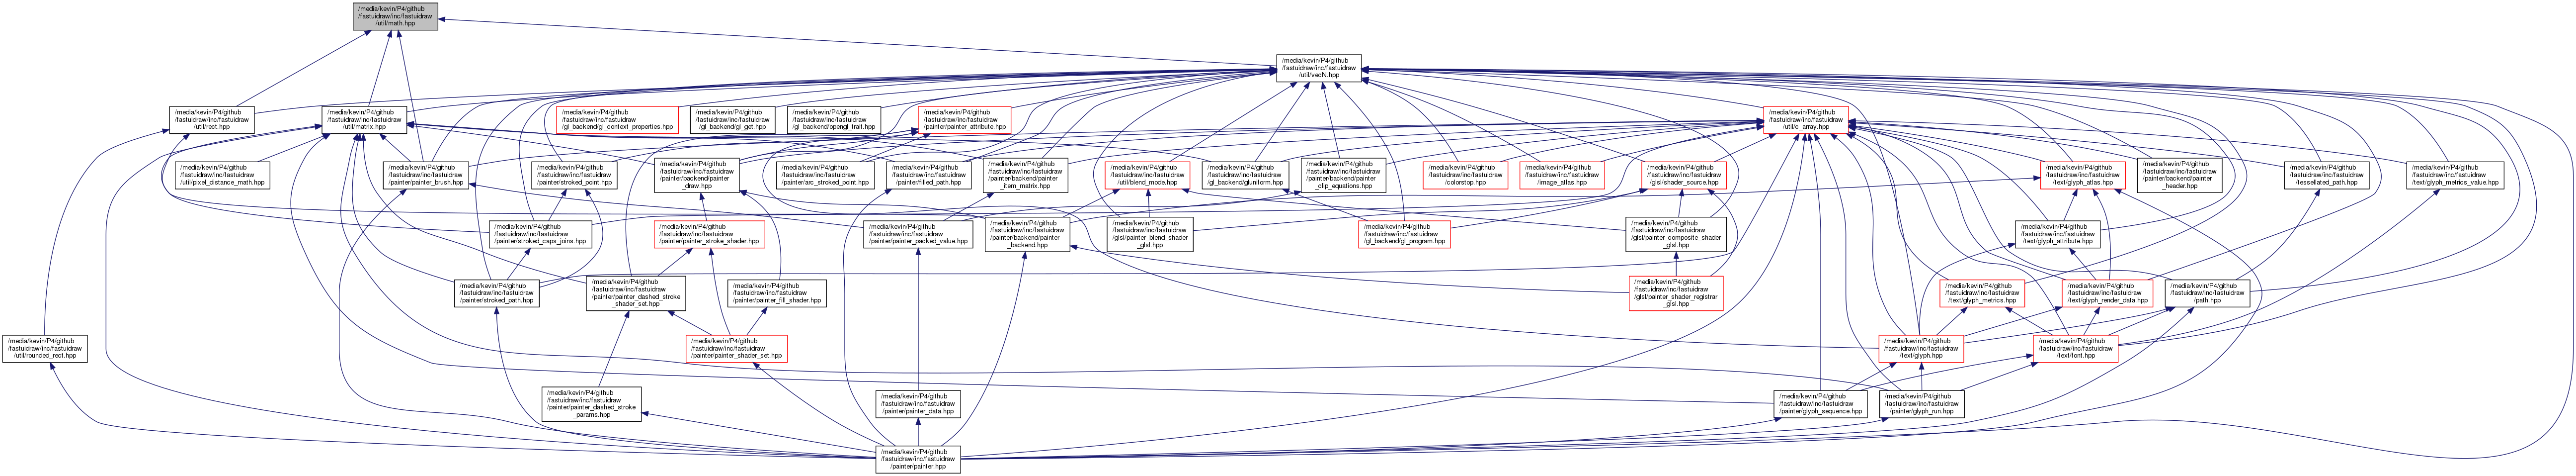 /media/kevin/P4/github
/fastuidraw/inc/fastuidraw
/util/math.hpp
/media/kevin/P4/github
/fastuidraw/inc/fastuidraw
/util/vecN.hpp
/media/kevin/P4/github
/fastuidraw/inc/fastuidraw
/util/rect.hpp
/media/kevin/P4/github
/fastuidraw/inc/fastuidraw
/util/matrix.hpp
/media/kevin/P4/github
/fastuidraw/inc/fastuidraw
/gl_backend/gl_context_properties.hpp
/media/kevin/P4/github
/fastuidraw/inc/fastuidraw
/gl_backend/gl_get.hpp
/media/kevin/P4/github
/fastuidraw/inc/fastuidraw
/gl_backend/opengl_trait.hpp
/media/kevin/P4/github
/fastuidraw/inc/fastuidraw
/painter/painter_attribute.hpp
/media/kevin/P4/github
/fastuidraw/inc/fastuidraw
/util/c_array.hpp
/media/kevin/P4/github
/fastuidraw/inc/fastuidraw
/util/pixel_distance_math.hpp
/media/kevin/P4/github
/fastuidraw/inc/fastuidraw
/painter/painter_brush.hpp
/media/kevin/P4/github
/fastuidraw/inc/fastuidraw
/painter/stroked_point.hpp
/media/kevin/P4/github
/fastuidraw/inc/fastuidraw
/painter/backend/painter
_draw.hpp
/media/kevin/P4/github
/fastuidraw/inc/fastuidraw
/painter/arc_stroked_point.hpp
/media/kevin/P4/github
/fastuidraw/inc/fastuidraw
/painter/filled_path.hpp
/media/kevin/P4/github
/fastuidraw/inc/fastuidraw
/painter/backend/painter
_item_matrix.hpp
/media/kevin/P4/github
/fastuidraw/inc/fastuidraw
/util/blend_mode.hpp
/media/kevin/P4/github
/fastuidraw/inc/fastuidraw
/gl_backend/gluniform.hpp
/media/kevin/P4/github
/fastuidraw/inc/fastuidraw
/painter/backend/painter
_clip_equations.hpp
/media/kevin/P4/github
/fastuidraw/inc/fastuidraw
/colorstop.hpp
/media/kevin/P4/github
/fastuidraw/inc/fastuidraw
/image_atlas.hpp
/media/kevin/P4/github
/fastuidraw/inc/fastuidraw
/glsl/shader_source.hpp
/media/kevin/P4/github
/fastuidraw/inc/fastuidraw
/text/glyph_atlas.hpp
/media/kevin/P4/github
/fastuidraw/inc/fastuidraw
/painter/backend/painter
_header.hpp
/media/kevin/P4/github
/fastuidraw/inc/fastuidraw
/tessellated_path.hpp
/media/kevin/P4/github
/fastuidraw/inc/fastuidraw
/text/glyph_metrics_value.hpp
/media/kevin/P4/github
/fastuidraw/inc/fastuidraw
/painter/stroked_caps_joins.hpp
/media/kevin/P4/github
/fastuidraw/inc/fastuidraw
/painter/painter_stroke_shader.hpp
/media/kevin/P4/github
/fastuidraw/inc/fastuidraw
/painter/painter_packed_value.hpp
/media/kevin/P4/github
/fastuidraw/inc/fastuidraw
/painter/backend/painter
_backend.hpp
/media/kevin/P4/github
/fastuidraw/inc/fastuidraw
/glsl/painter_blend_shader
_glsl.hpp
/media/kevin/P4/github
/fastuidraw/inc/fastuidraw
/gl_backend/gl_program.hpp
/media/kevin/P4/github
/fastuidraw/inc/fastuidraw
/glsl/painter_composite_shader
_glsl.hpp
/media/kevin/P4/github
/fastuidraw/inc/fastuidraw
/text/glyph_attribute.hpp
/media/kevin/P4/github
/fastuidraw/inc/fastuidraw
/painter/stroked_path.hpp
/media/kevin/P4/github
/fastuidraw/inc/fastuidraw
/painter/painter_dashed_stroke
_shader_set.hpp
/media/kevin/P4/github
/fastuidraw/inc/fastuidraw
/painter/painter_fill_shader.hpp
/media/kevin/P4/github
/fastuidraw/inc/fastuidraw
/glsl/painter_shader_registrar
_glsl.hpp
/media/kevin/P4/github
/fastuidraw/inc/fastuidraw
/text/glyph_metrics.hpp
/media/kevin/P4/github
/fastuidraw/inc/fastuidraw
/text/glyph_render_data.hpp
/media/kevin/P4/github
/fastuidraw/inc/fastuidraw
/path.hpp
/media/kevin/P4/github
/fastuidraw/inc/fastuidraw
/util/rounded_rect.hpp
/media/kevin/P4/github
/fastuidraw/inc/fastuidraw
/painter/painter_shader_set.hpp
/media/kevin/P4/github
/fastuidraw/inc/fastuidraw
/text/glyph.hpp
/media/kevin/P4/github
/fastuidraw/inc/fastuidraw
/text/font.hpp
/media/kevin/P4/github
/fastuidraw/inc/fastuidraw
/painter/painter_dashed_stroke
_params.hpp
/media/kevin/P4/github
/fastuidraw/inc/fastuidraw
/painter/painter_data.hpp
/media/kevin/P4/github
/fastuidraw/inc/fastuidraw
/painter/glyph_sequence.hpp
/media/kevin/P4/github
/fastuidraw/inc/fastuidraw
/painter/glyph_run.hpp
/media/kevin/P4/github
/fastuidraw/inc/fastuidraw
/painter/painter.hpp